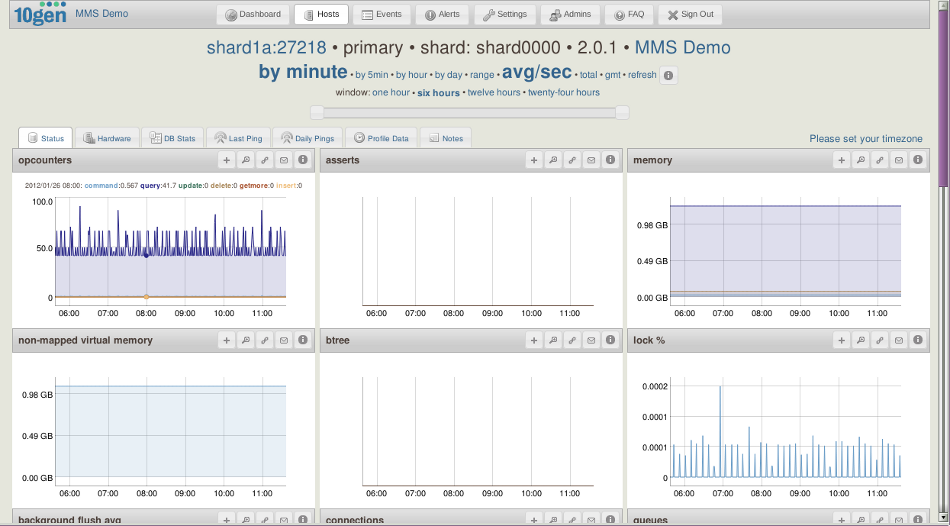 10gen MMS Demo Dashboard Hosts Events Alerts Settings Admins FAQ Sign Out
shard1a:27218 • primary • shard: shard0000 • 2.0.1 • MMS Demo
by minute • by 5min • by hour • by day • range • avg/sec • total • gmt • refresh
window: one hour • six hours • twelve hours • twenty-four hours
Status Hardware DB Stats Last Ping Daily Pings Profile Data Notes Please set your timezone
opcounters asserts memory
2012/01/26 08:00: command:0.567 query:41.7 update:0 delete:0 getmore:0 insert:0
100.0
50.0
0
06:00 07:00 08:00 09:00 10:00 11:00
06:00 07:00 08:00 09:00 10:00 11:00
0.98 GB
0.49 GB
0.00 GB
06:00 07:00 08:00 09:00 10:00 11:00
non-mapped virtual memory btree lock %
0.98 GB
0.49 GB
0.00 GB
06:00 07:00 08:00 09:00 10:00 11:00
06:00 07:00 08:00 09:00 10:00 11:00
0.0002
0.0001
0.0001
0
06:00 07:00 08:00 09:00 10:00 11:00
background flush avg connections queues